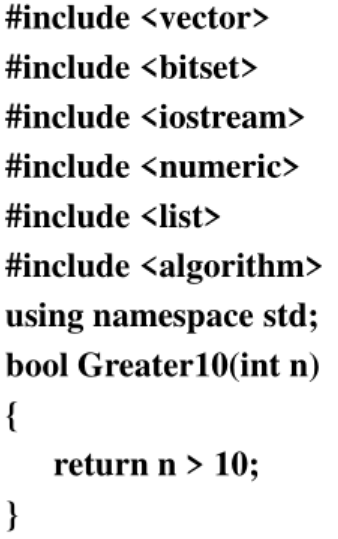 #include <vector>
#include <bitset>
#include <iostream>
#include <numeric>
#include <list>
#include <algorithm>
using namespace std;
bool Greater10(int n)
{
return n > 10;
}